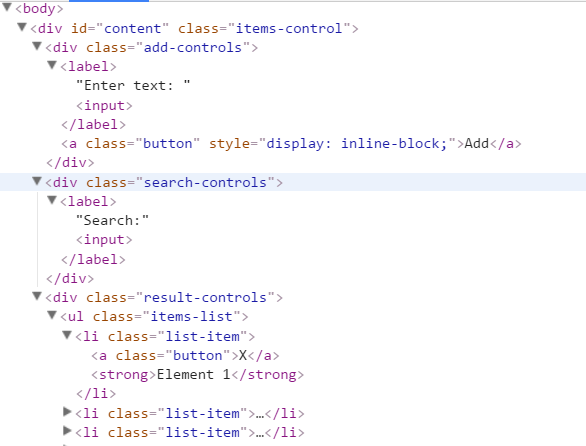 <body>
<div id="content" class="items-control">
<div class="add-controls">
<label>
"Enter text: "
<input>
</label>
<a class="button" style="display: inline-block;">Add</a>
</div>
<div class="search-controls">
<label>
"Search:"
<input>
</label>
</div>
<div class="result-controls">
<ul class="items-list">
<li class="list-item">
<a class="button">X</a>
<strong>Element 1</strong>
</li>
<li class="list-item">…</li>
<li class="list-item">…</li>